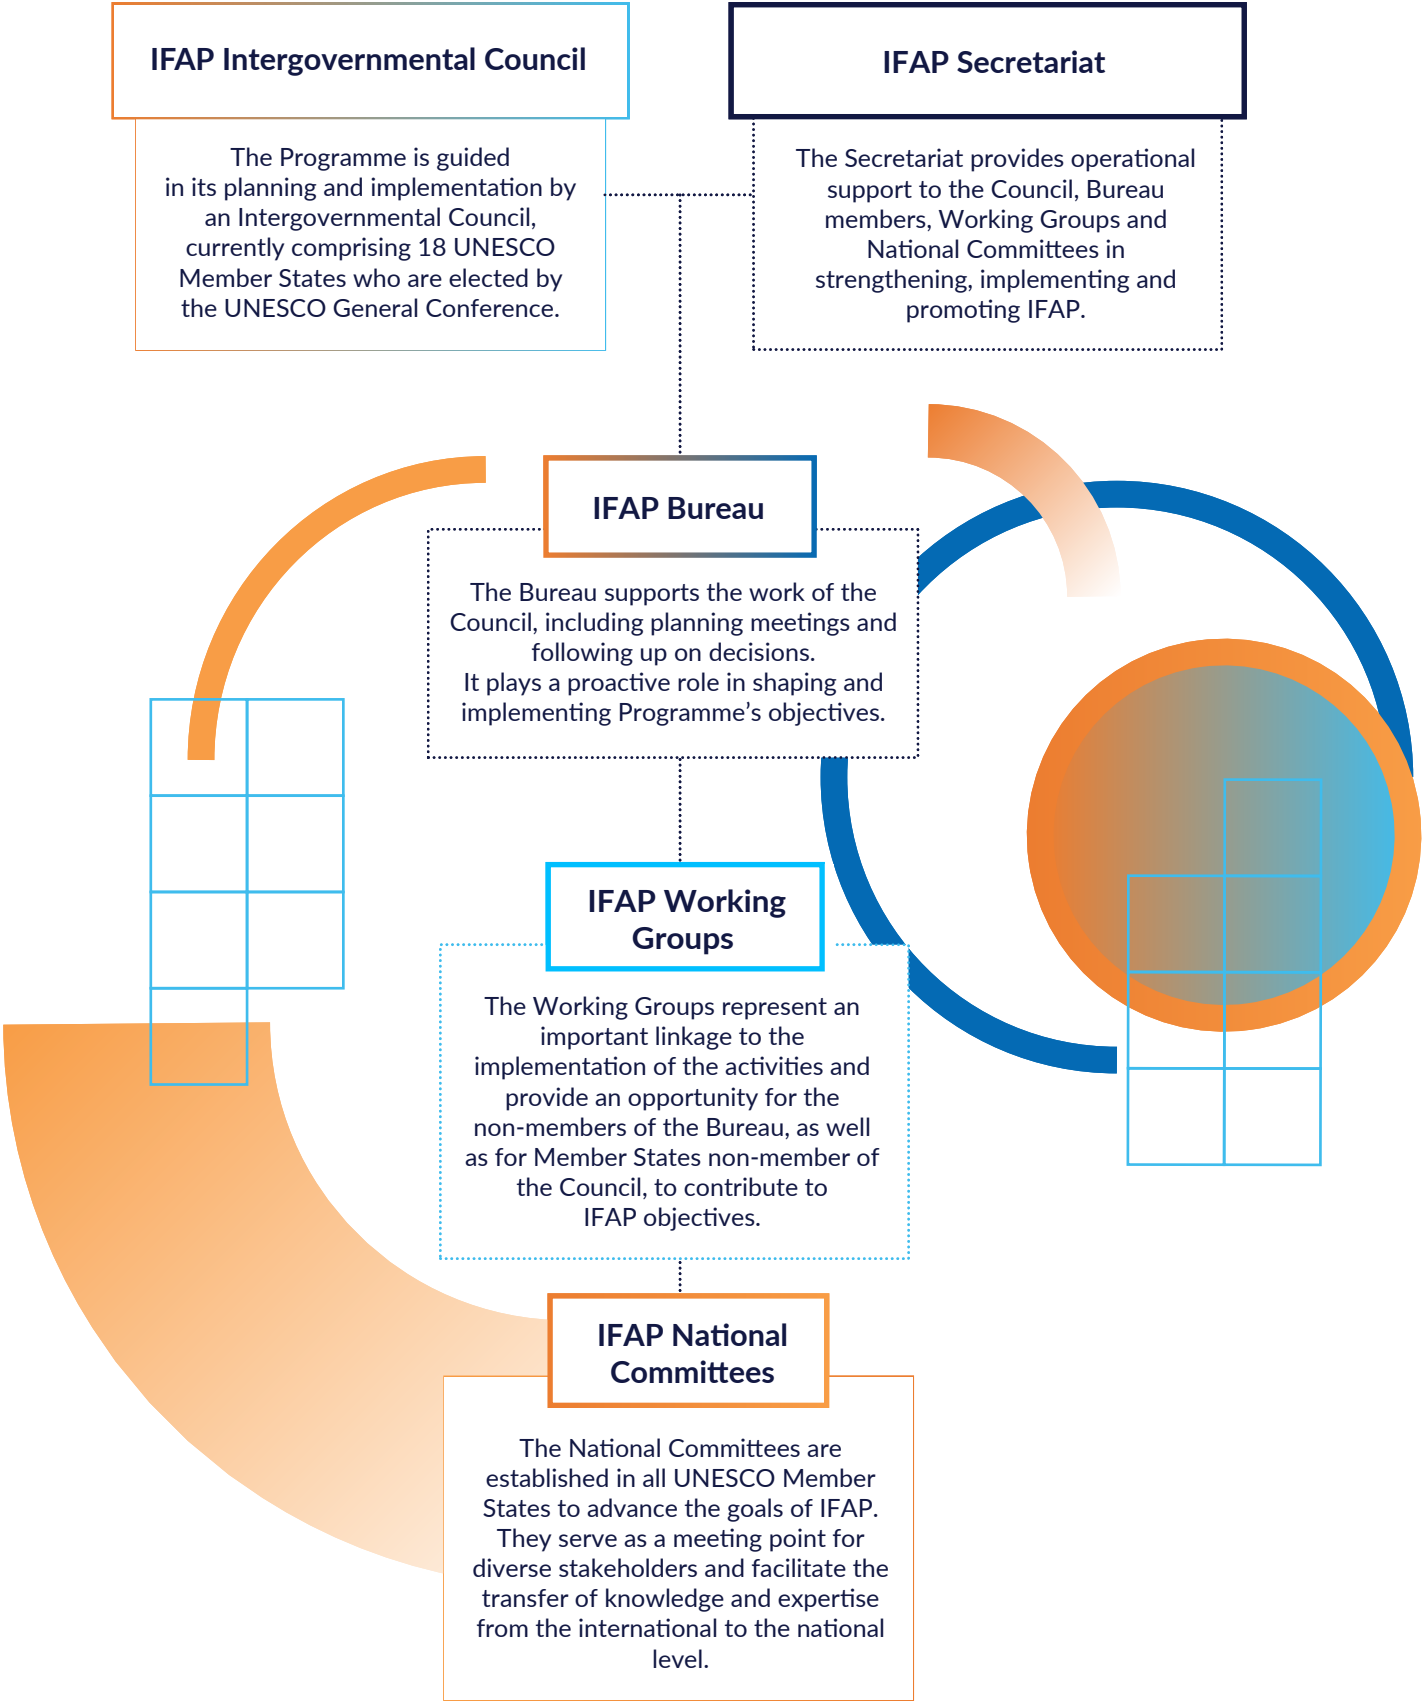 IFAP Intergovernmental Council
The Programme is guided
in its planning and implementation by
an Intergovernmental Council,
currently comprising 18 UNESCO
Member States who are elected by
the UNESCO General Conference.
IFAP Secretariat
The Secretariat provides operational
support to the Council, Bureau
members, Working Groups and
National Committees in
strengthening, implementing and
promoting IFAP.
IFAP Bureau
The Bureau supports the work of the
Council, including planning meetings and
following up on decisions.
It plays a proactive role in shaping and
implementing Programme’s objectives.
IFAP Working
Groups
The Working Groups represent an
important linkage to the
implementation of the activities and
provide an opportunity for the
non-members of the Bureau, as well
as for Member States non-member of
the Council, to contribute to
IFAP objectives.
IFAP National
Committees
The National Committees are
established in all UNESCO Member
States to advance the goals of IFAP.
They serve as a meeting point for
diverse stakeholders and facilitate the
transfer of knowledge and expertise
from the international to the national
level.